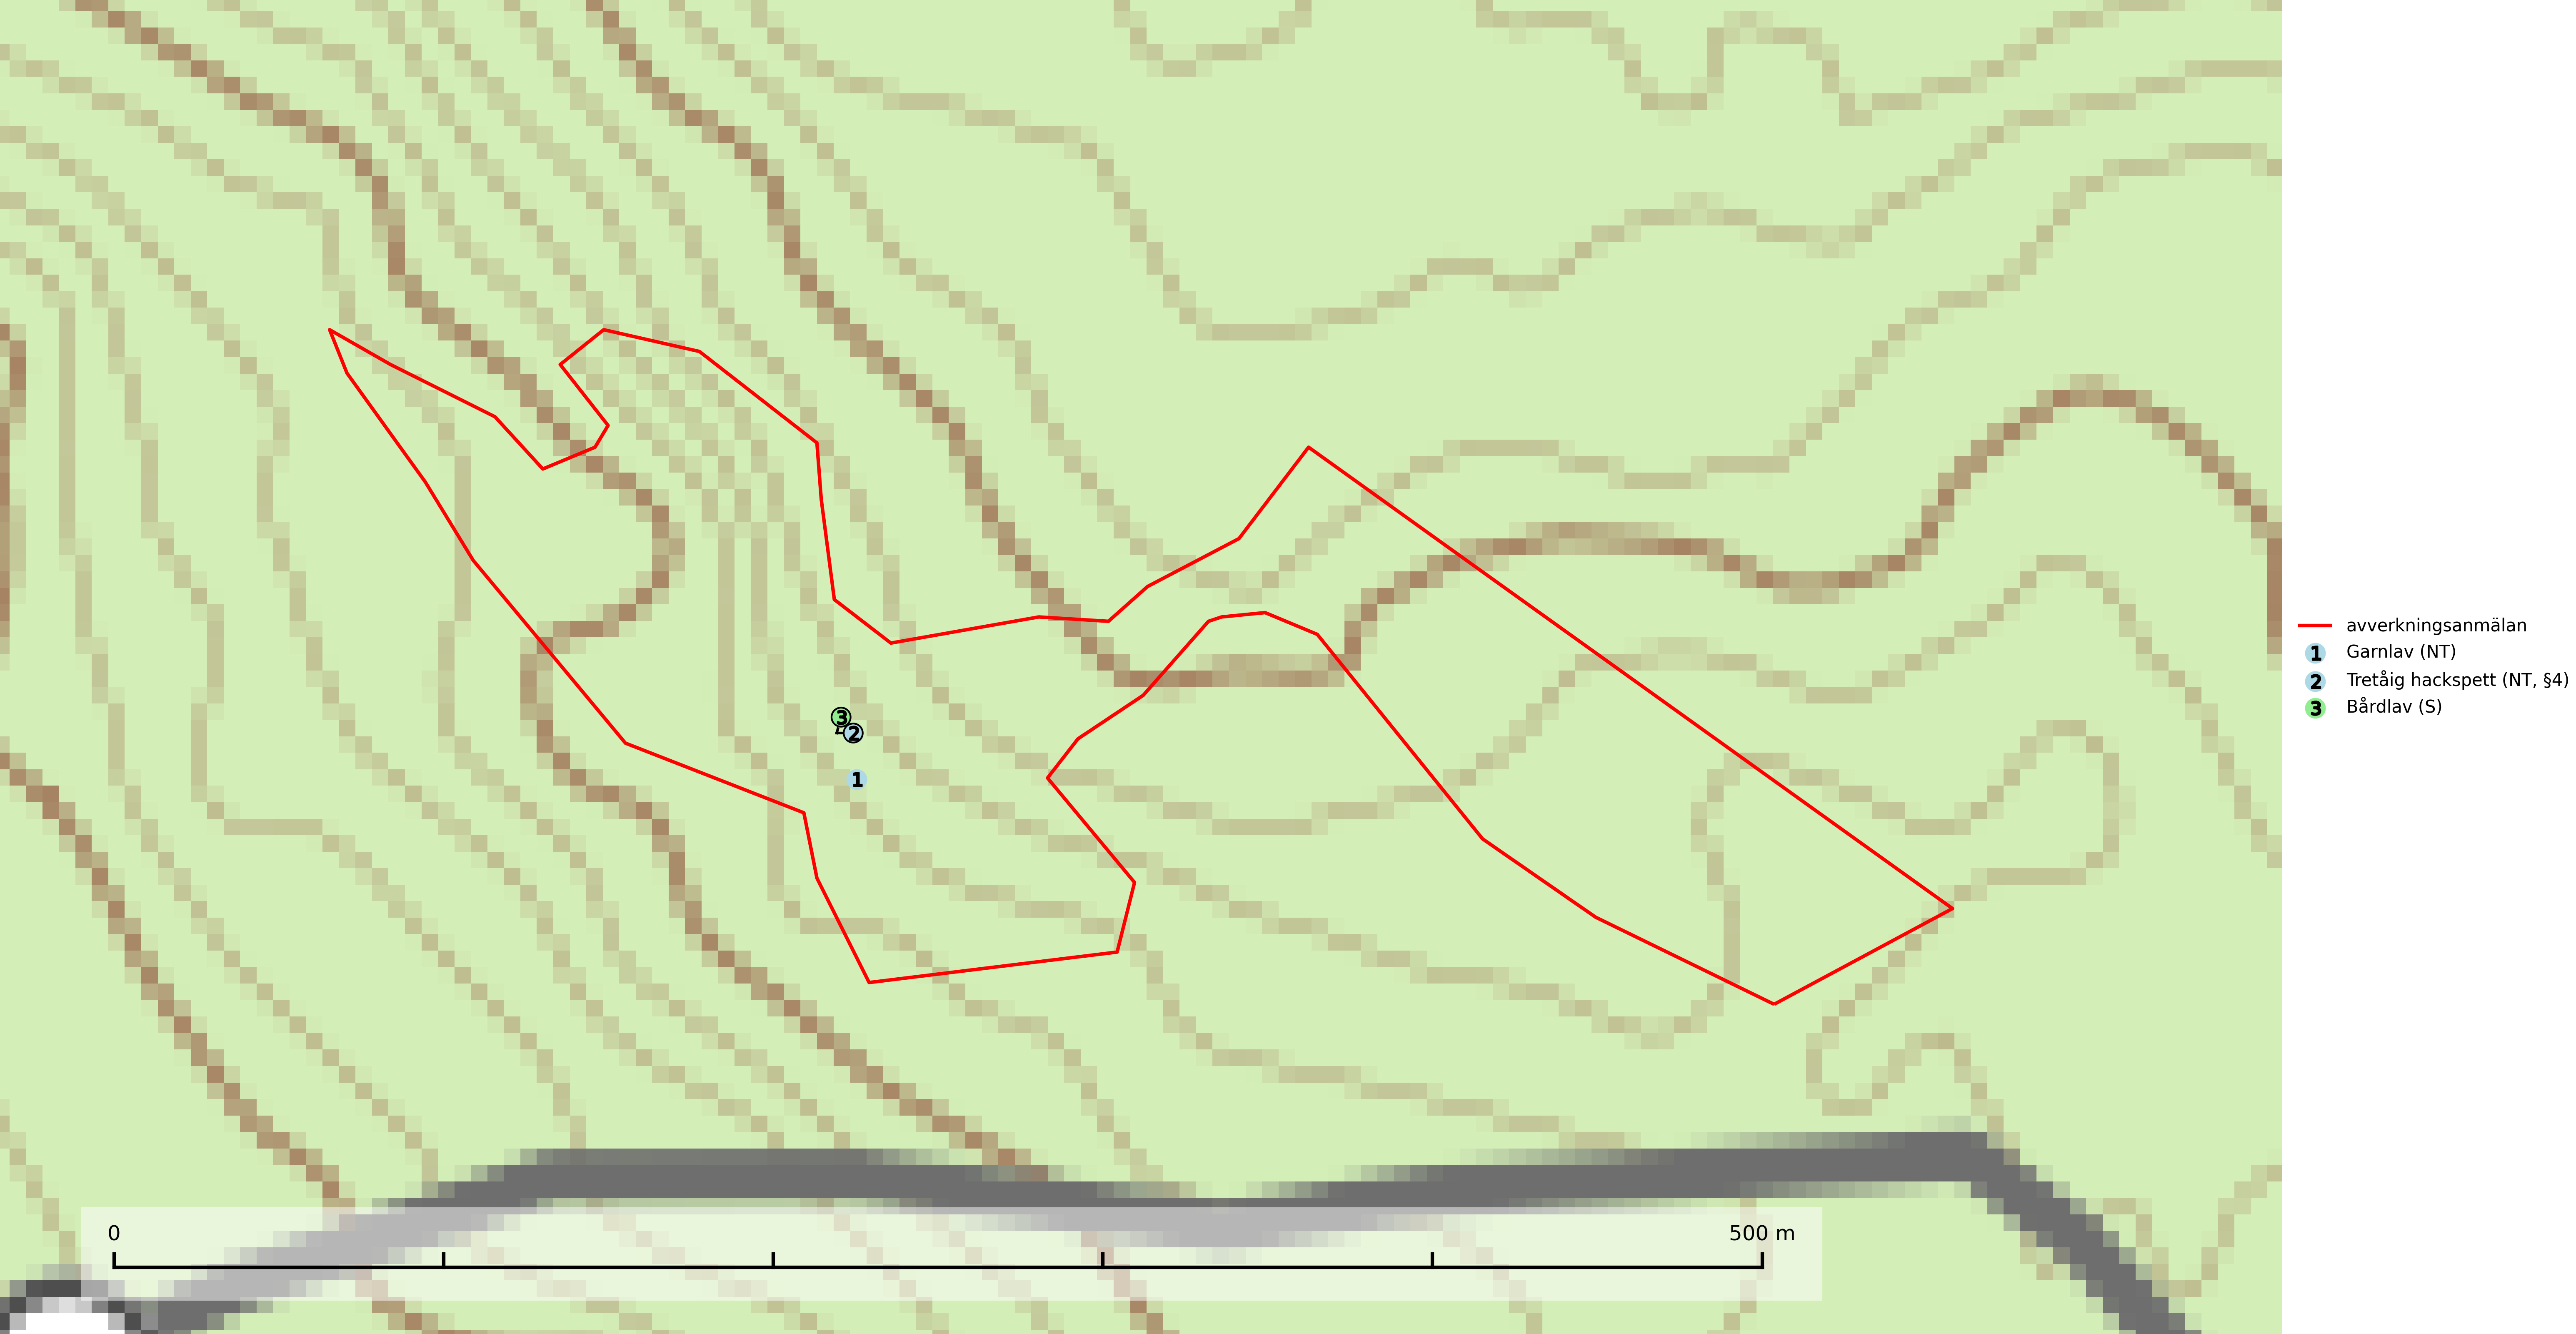 avverkningsanmälan
1 Garnlav (NT)
2 Tretåig hackspett (NT, §4)
3 Bårdlav (S)
3
2
1
0 500 m